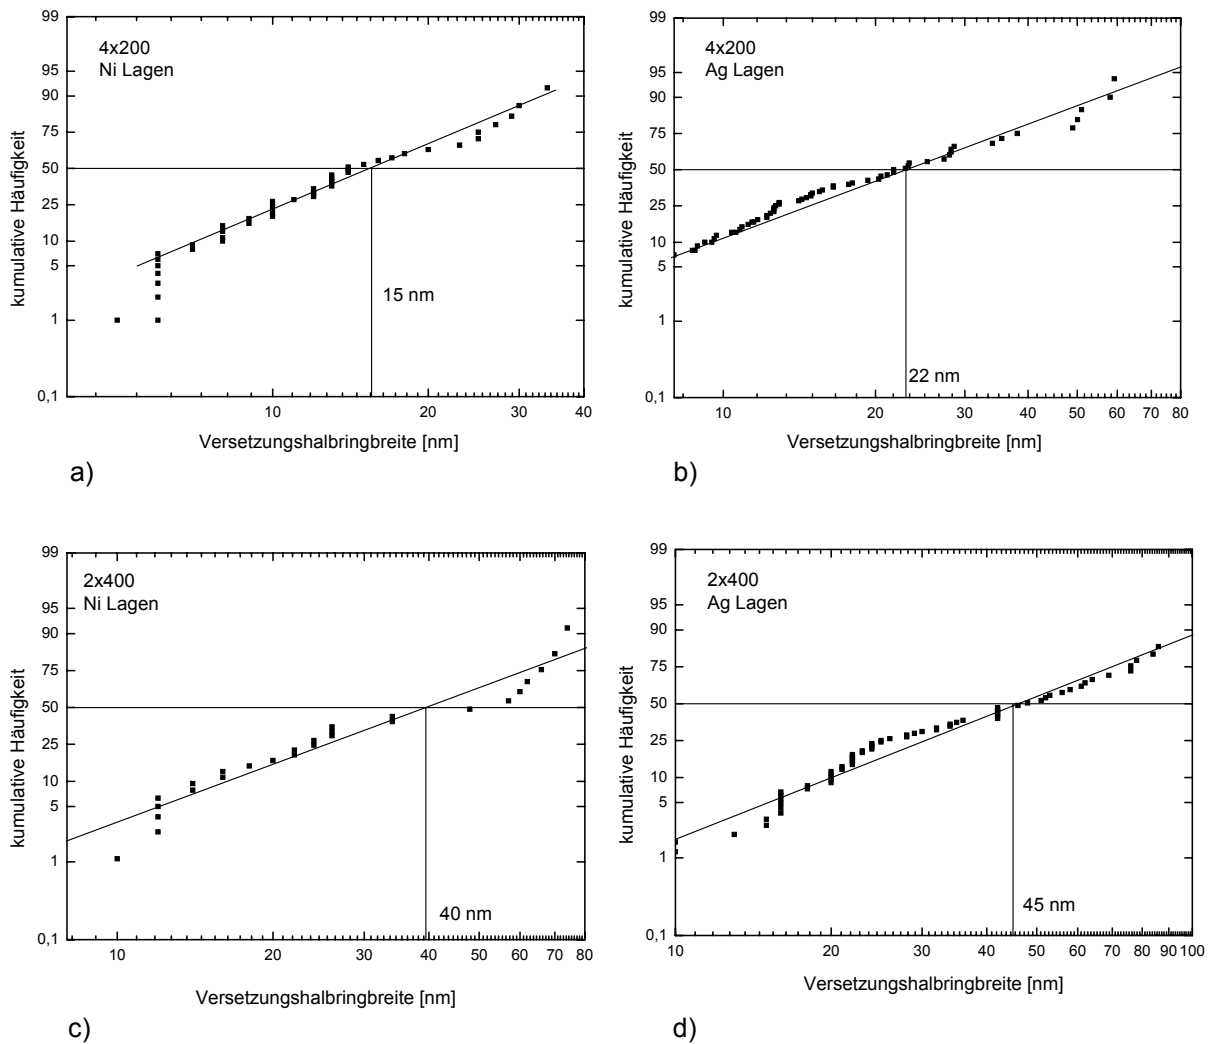 99
95
90
75
50
25
10
5
1
0,1
kumulative Häufigkeit
4x200
Ni Lagen
15 nm
10 20 30 40
Versetzungshalbringbreite [nm]
a)
99
95
90
75
50
25
10
5
1
0,1
kumulative Häufigkeit
4x200
Ag Lagen
22 nm
10 20 30 40 50 60 70 80
Versetzungshalbringbreite [nm]
b)
99
95
90
75
50
25
10
5
1
0,1
kumulative Häufigkeit
2x400
Ni Lagen
40 nm
10 20 30 40 50 60 70 80
Versetzungshalbringbreite [nm]
c)
99
95
90
75
50
25
10
5
1
0,1
kumulative Häufigkeit
2x400
Ag Lagen
45 nm
10 20 30 40 50 60 70 80 90 100
Versetzungshalbringbreite [nm]
d)